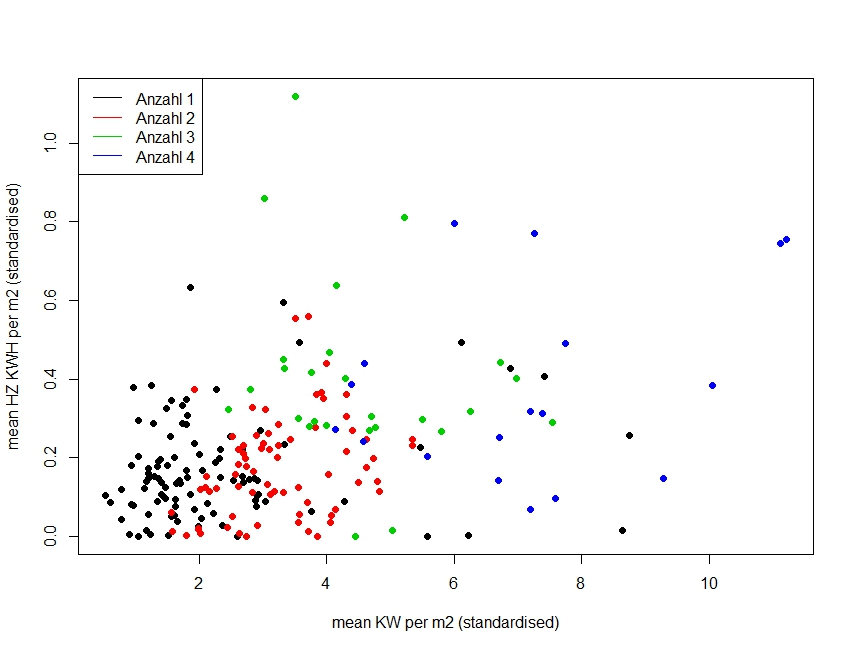 Anzahl 1
Anzahl 2
Anzahl 3
Anzahl 4
mean HZ KWH per m2 (standardised)
1.0
0.8
0.6
0.4
0.2
0.0
2 4 6 8 10
mean KW per m2 (standardised)